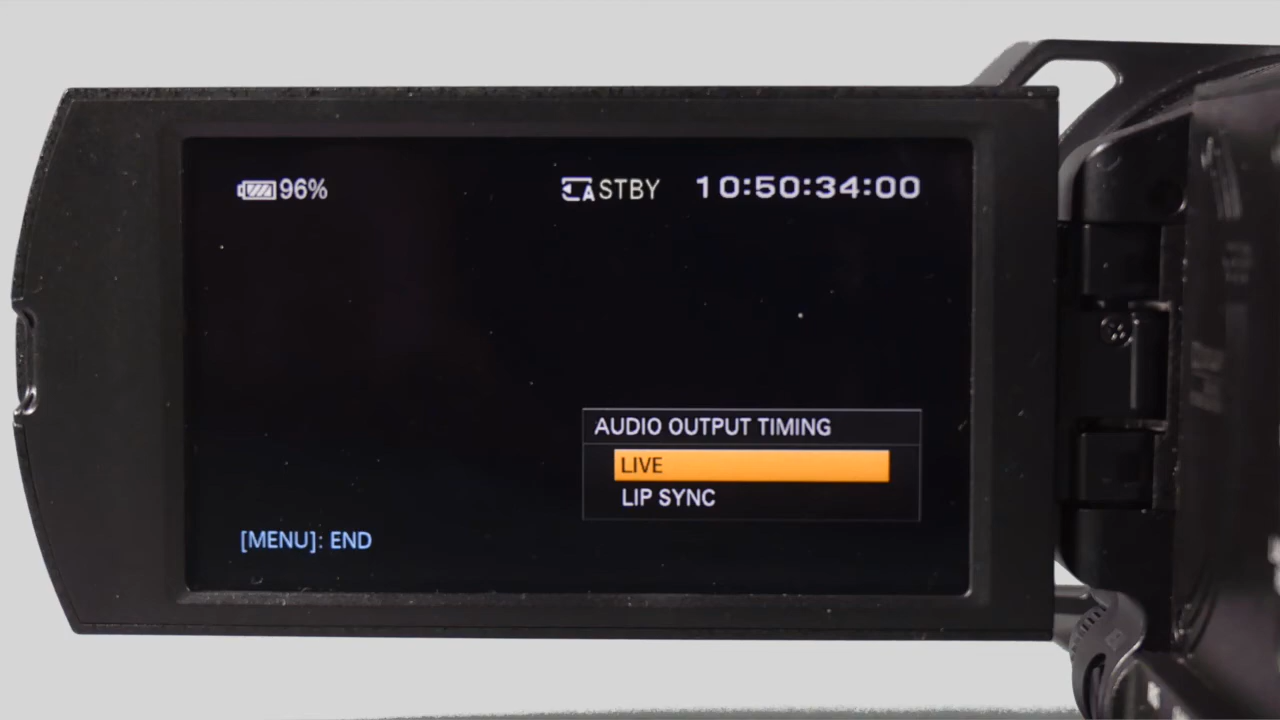 96%
A STBY 10:50:34:00
AUDIO OUTPUT TIMING
LIVE
LIP SYNC
[MENU]: END